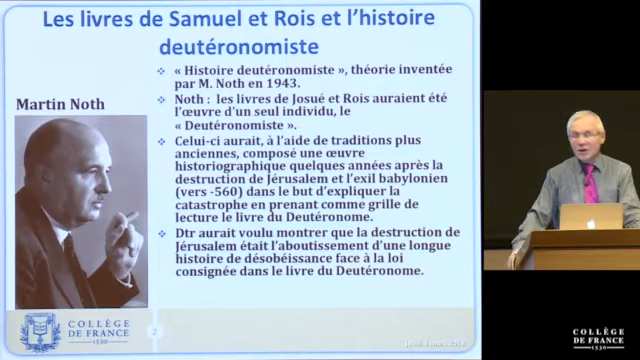 Les livres de Samuel et Rois et l'histoire
deutéronomiste
« Histoire deutéronomiste », théorie inventée
par M. Noth en 1943.
Martin Noth
Noth : les livres de Josué et Rois auraient été
l'œuvre d'un seul individu, le
« Deutéronomiste ».
Celui-ci aurait, à l'aide de traditions plus
anciennes, composé une œuvre
historiographique quelques années après la
destruction de Jérusalem et l'exil babylonien
(vers -560) dans le but d'expliquer la
catastrophe en prenant comme grille de
lecture le livre du Deutéronome.
Dtr aurait voulu montrer que la destruction de
Jérusalem était l'aboutissement d'une longue
histoire de désobéissance face à la loi
consignée dans le livre du Deutéronome.
COLLÈGE
DE FRANCE
1530
2
COLLÈGE
DE FRANCE
1530